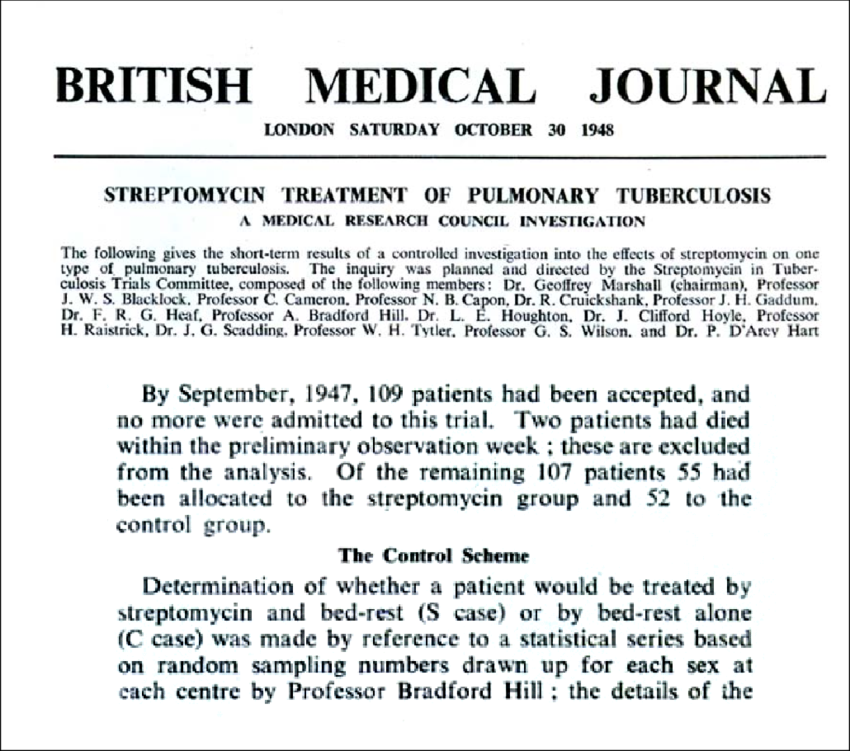 BRITISH MEDICAL JOURNAL
LONDON SATURDAY OCTOBER 30 1948
STREPTOMYCIN TREATMENT OF PULMONARY TUBERCULOSIS
A MEDICAL RESEARCH COUNCIL INVESTIGATION
The following gives the short-term results of a controlled investigation into the effects of streptomycin on one
type of pulmonary tuberculosis. The inquiry was planned and directed by the Streptomycin in Tuber-
culosis Trials Committee, composed of the following members: Dr. Geoffrey Marshall (chairman), Professor
J. W. S. Blacklock, Professor C. Cameron, Professor N. B. Capon, Dr. R. Cruickshank, Professor J. H. Gaddum,
Dr. F. R. G. Heaf, Professor A. Bradford Hill, Dr. L. E. Houghton, Dr. J. Clifford Hoyle, Professor
H. Raistrick, Dr. J. G. Scadding, Professor W. H. Tytler, Professor G. S. Wilson, and Dr. P. D'Arcy Hart
By September, 1947, 109 patients had been accepted, and
no more were admitted to this trial. Two patients had died
within the preliminary observation week ; these are excluded
from the analysis. Of the remaining 107 patients 55 had
been allocated to the streptomycin group and 52 to the
control group.
The Control Scheme
Determination of whether a patient would be treated by
streptomycin and bed-rest (S case) or by bed-rest alone
(C case) was made by reference to a statistical series based
on random sampling numbers drawn up for each sex at
each centre by Professor Bradford Hill ; the details of the